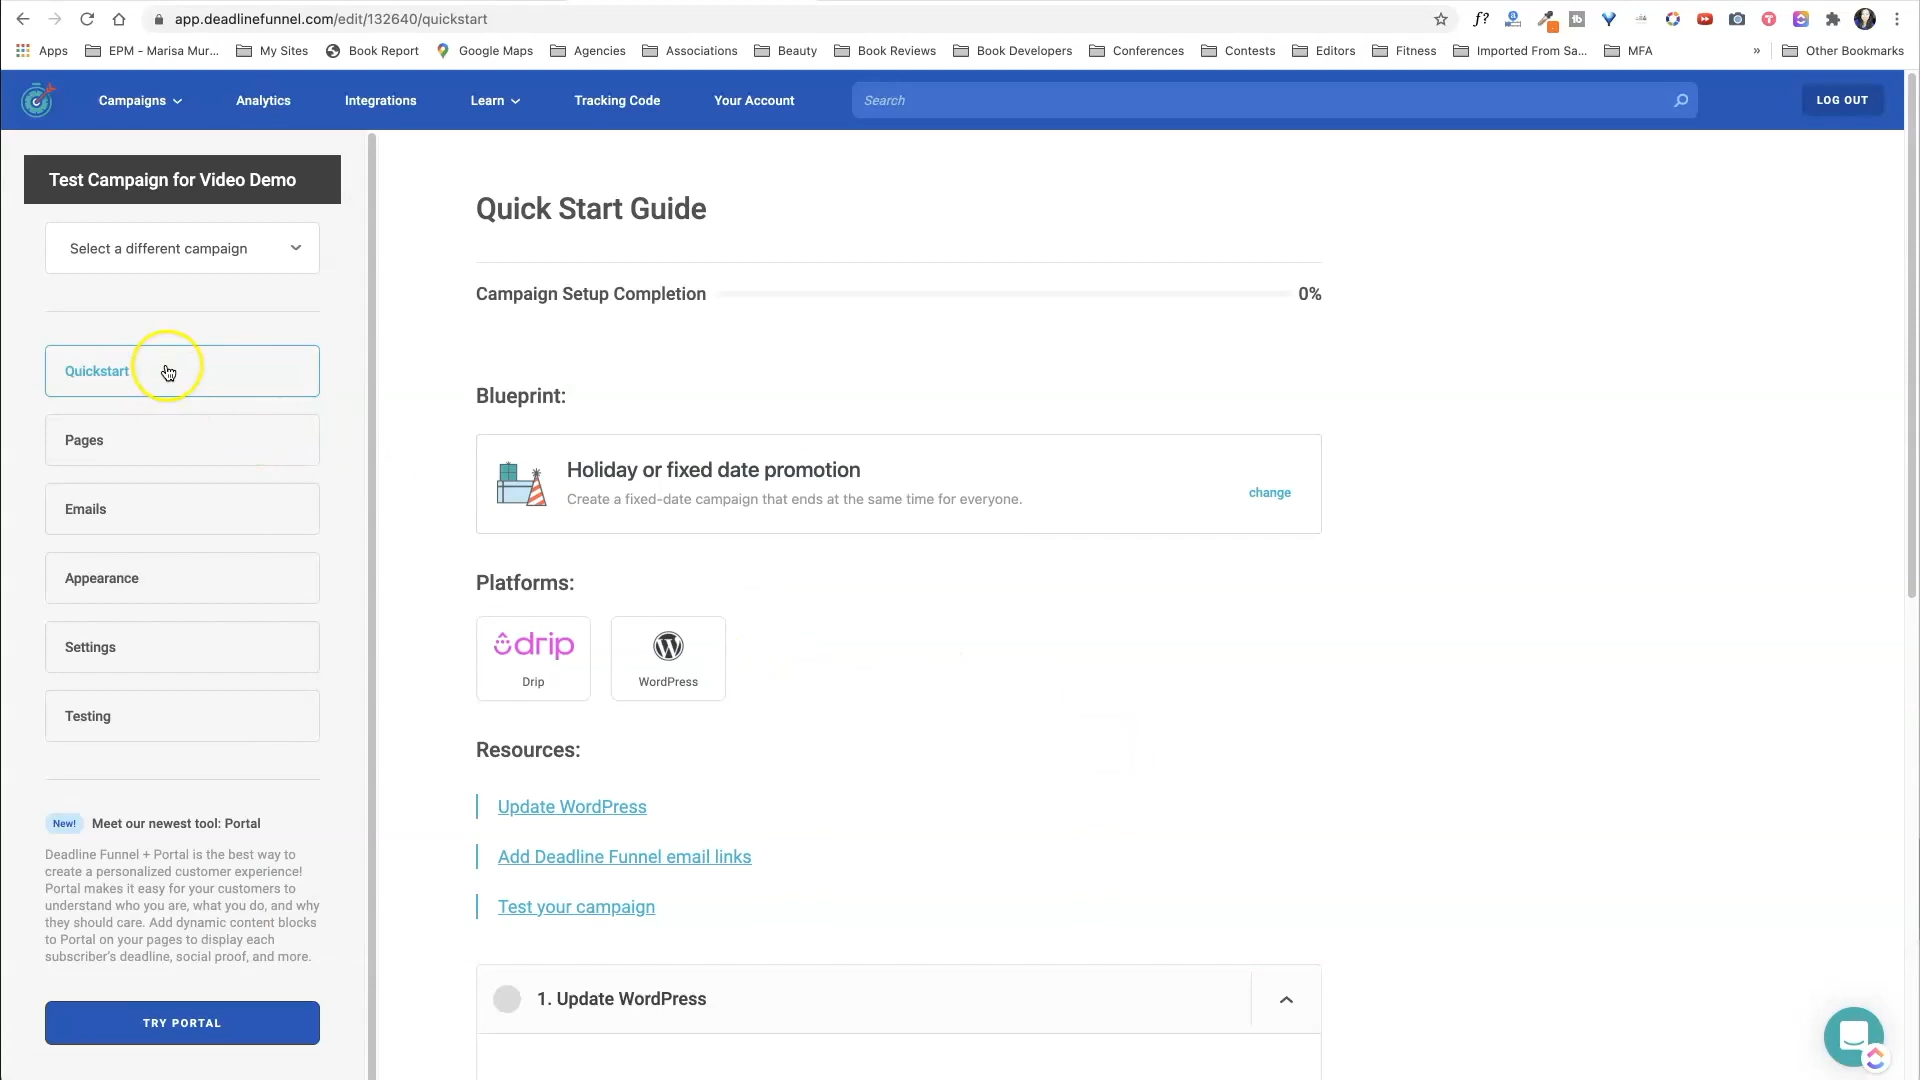 app.deadlinefunnel.com/edit/132640/quickstart
f?
Apps
EPM - Marisa Mur...
My Sites
Book Report
Google Maps
Agencies
Associations
Beauty
Book Reviews
Book Developers
Conferences
Contests
Editors
Fitness
Imported From Sa...
MFA
»
Other Bookmarks
Campaigns
Analytics
Integrations
Learn
Tracking Code
Your Account
Search
LOG OUT
Test Campaign for Video Demo
Select a different campaign
Quickstart
Pages
Emails
Appearance
Settings
Testing
New! Meet our newest tool: Portal
Deadline Funnel + Portal is the best way to
create a personalized customer experience!
Portal makes it easy for your customers to
understand who you are, what you do, and why
they should care. Add dynamic content blocks
to Portal on your pages to display each
subscriber's deadline, social proof, and more.
TRY PORTAL
Quick Start Guide
Campaign Setup Completion 0%
Blueprint:
Holiday or fixed date promotion
Create a fixed-date campaign that ends at the same time for everyone.
change
Platforms:
drip
Drip
WordPress
Resources:
Update WordPress
Add Deadline Funnel email links
Test your campaign
1. Update WordPress